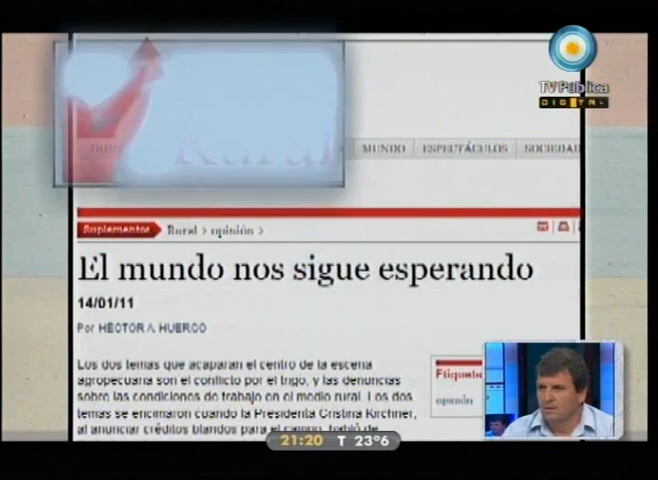 TV Pública
DIGITAL
Rural
MUNDO
ESPECTÁCULOS
SOCIEDAD
Suplementos
Rural > opinión >
El mundo nos sigue esperando
14/01/11
Por HÉCTOR A. HUERGO
Los dos temas que acaparan el centro de la escena
agropecuaria son el conflicto por el trigo, y las denuncias
sobre las condiciones de trabajo en el medio rural. Los dos
temas se encimaron cuando la Presidenta Cristina Kirchner,
al anunciar créditos blandos para el campo, habló de
Etiquetas
opinión
21:20 T 23°6